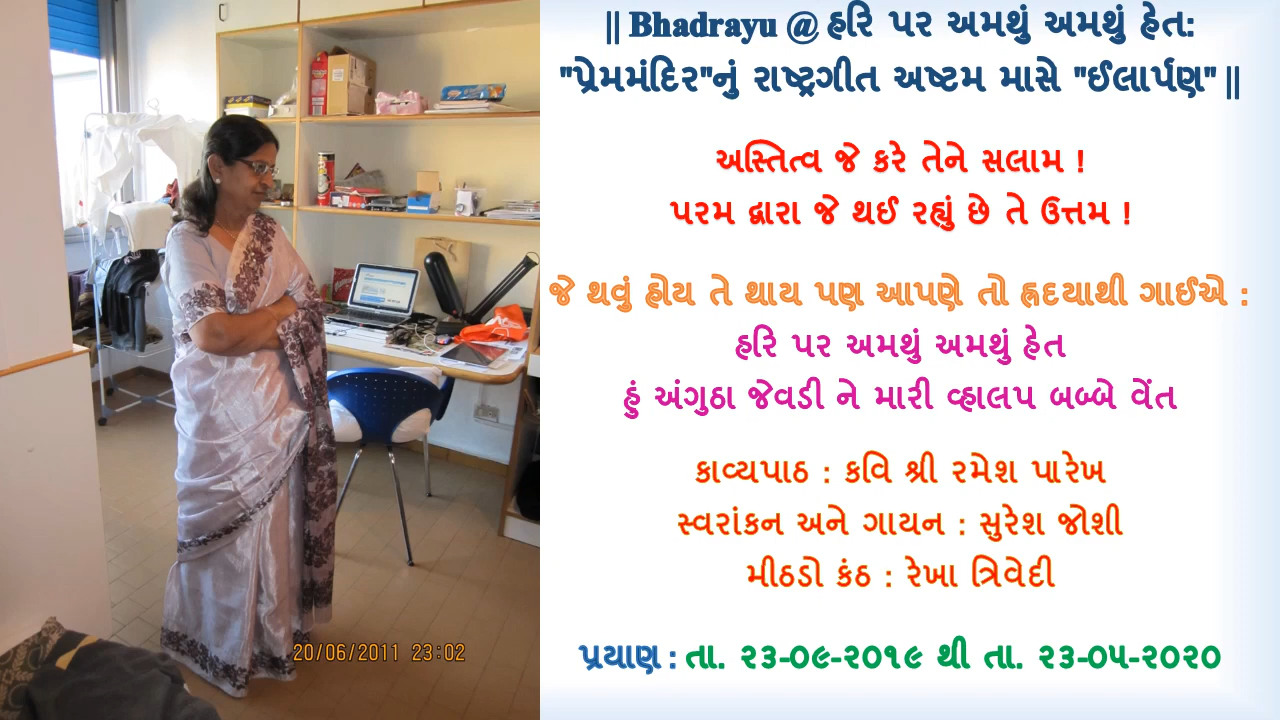 || Bhadrayu @ હરિ પર અમથું અમથું હેત:
"પ્રેમમંદિર"નું રાષ્ટ્રગીત અષ્ટમ માસે "ઈલાર્પણ" ||
અસ્તિત્વ જે કરે તેને સલામ !
પરમ દ્વારા જે થઈ રહ્યું છે તે ઉત્તમ !
જે થવું હોય તે થાય પણ આપણે તો હ્રદયાથી ગાઈએ :
હરિ પર અમથું અમથું હેત
હું અંગુઠા જેવડી ને મારી વ્હાલપ બબ્બે વેંત
કાવ્યપાઠ : કવિ શ્રી રમેશ પારેખ
સ્વરાંકન અને ગાયન : સુરેશ જોશી
મીઠડો કંઠ : રેખા ત્રિવેદી
પ્રયાણ : તા. ૨૩-૦૯-૨૦૧૯ થી તા. ૨૩-૦૫-૨૦૨૦
20/06/2011 23:02